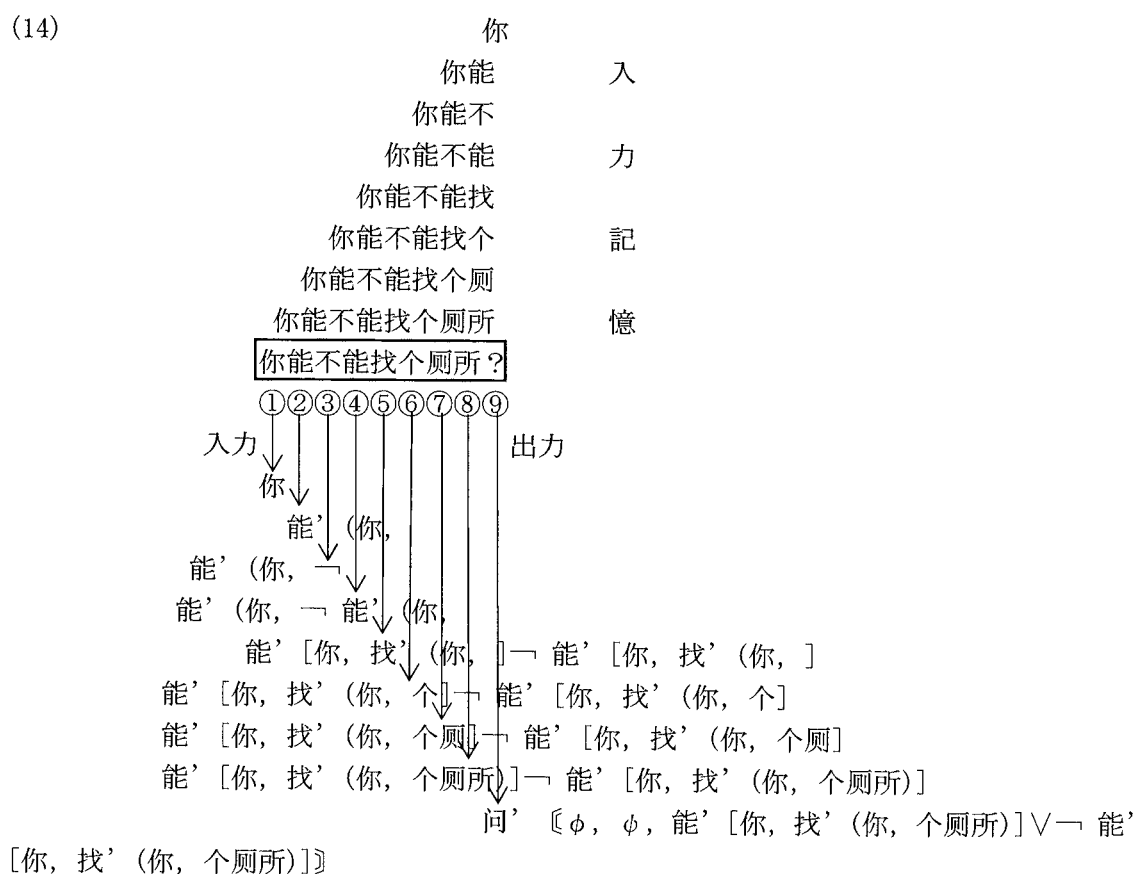 (14) 你
你能 入
你能不
你能不能 力
你能不能找
你能不能找个 記
你能不能找个厕
你能不能找个厕所 憶
你能不能找个厕所？
①②③④⑤⑥⑦⑧⑨
入力 出力
你
能’(你,
能’(你, ￢
能’(你, ￢ 能’(你,
能’[你, 找’(你, ]￢ 能’[你, 找’(你, ]
能’[你, 找’(你, 个]￢ 能’[你, 找’(你, 个]
能’[你, 找’(你, 个厕]￢ 能’[你, 找’(你, 个厕]
能’[你, 找’(你, 个厕所)]￢ 能’[你, 找’(你, 个厕所)]
问’〖φ, ψ, 能’[你, 找’(你, 个厕所)]∨￢ 能’
[你, 找’(你, 个厕所)]〗